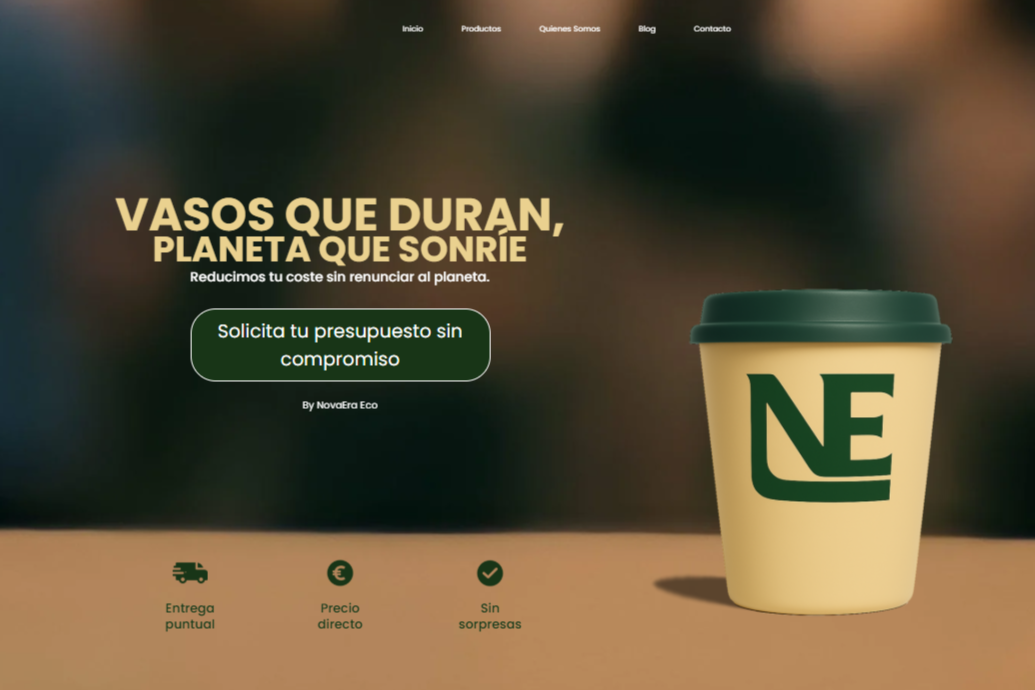 Inicio Productos Quienes Somos Blog Contacto
VASOS QUE DURAN,
PLANETA QUE SONRÍE
Reducimos tu coste sin renunciar al planeta.
Solicita tu presupuesto sin
compromiso
By NovaEra Eco
NE
Entrega Precio Sin
puntual directo sorpresas